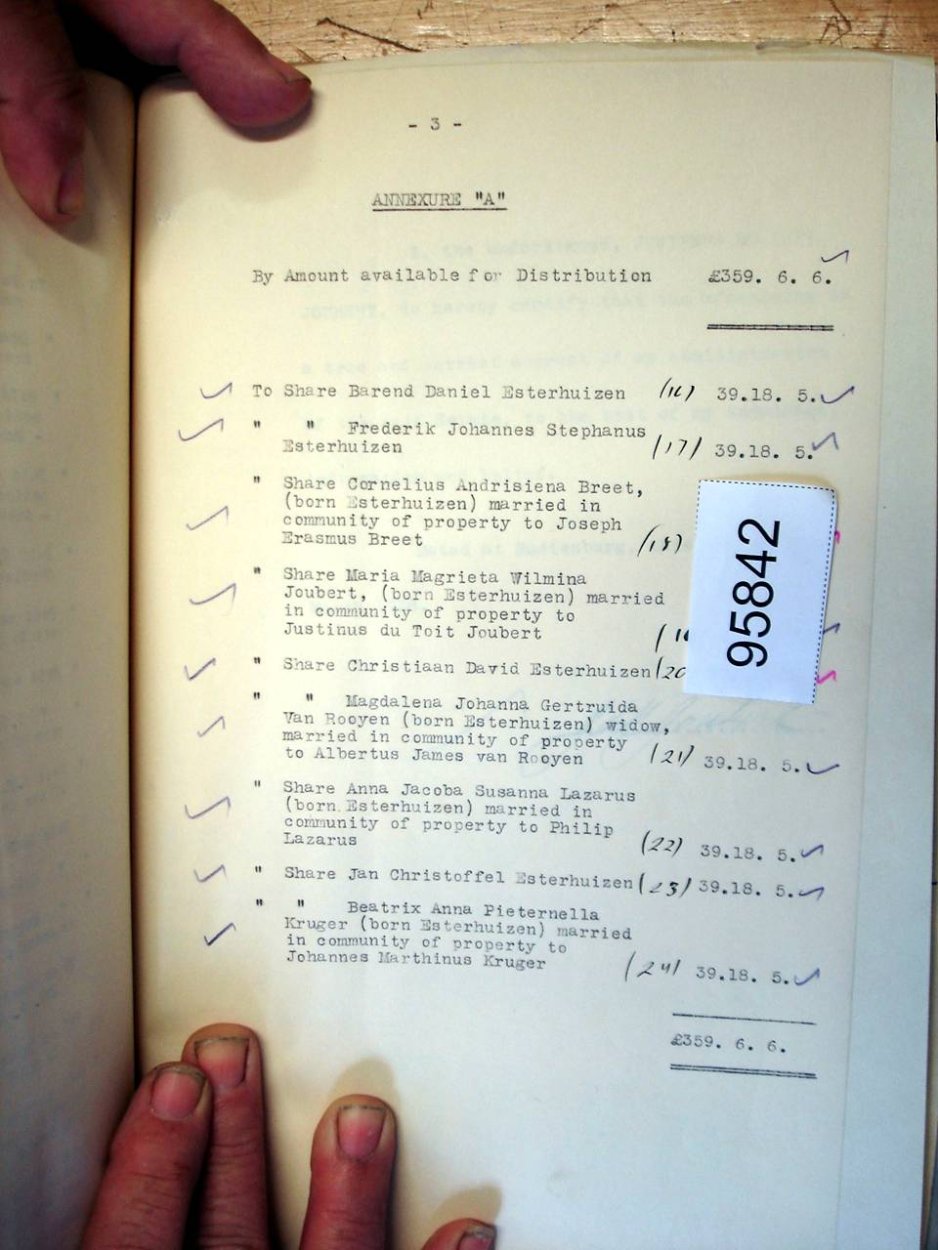 - 3 -
ANNEXURE "A"
By Amount available for Distribution £359. 6. 6.
To Share Barend Daniel Esterhuizen (16) 39.18. 5.
" " Frederik Johannes Stephanus
Esterhuizen (17) 39.18. 5.
" Share Cornelius Andrisiena Breet,
(born Esterhuizen) married in
community of property to Joseph
Erasmus Breet (18)
" Share Maria Magrieta Wilmina
Joubert, (born Esterhuizen) married
in community of property to
Justinus du Toit Joubert
95842
" Share Christiaan David Esterhuizen (20
" " Magdalena Johanna Gertruida
Van Rooyen (born Esterhuizen) widow,
married in community of property
to Albertus James van Rooyen (21) 39.18. 5.
" Share Anna Jacoba Susanna Lazarus
(born Esterhuizen) married in
community of property to Philip
Lazarus (22) 39.18. 5.
" Share Jan Christoffel Esterhuizen (23) 39.18. 5.
" " Beatrix Anna Pieternella
Kruger (born Esterhuizen) married
in community of property to
Johannes Marthinus Kruger (24) 39.18. 5.
£359. 6. 6.